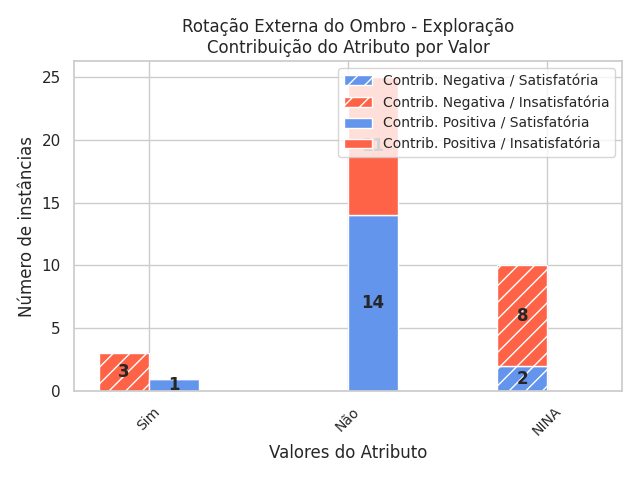 Rotação Externa do Ombro - Exploração
Contribuição do Atributo por Valor
Contrib. Negativa / Satisfatória
Contrib. Negativa / Insatisfatória
Contrib. Positiva / Satisfatória
Contrib. Positiva / Insatisfatória
Número de instâncias
25
20
15
10
5
0
3
1
14
8
2
Sim
Não
NINA
Valores do Atributo